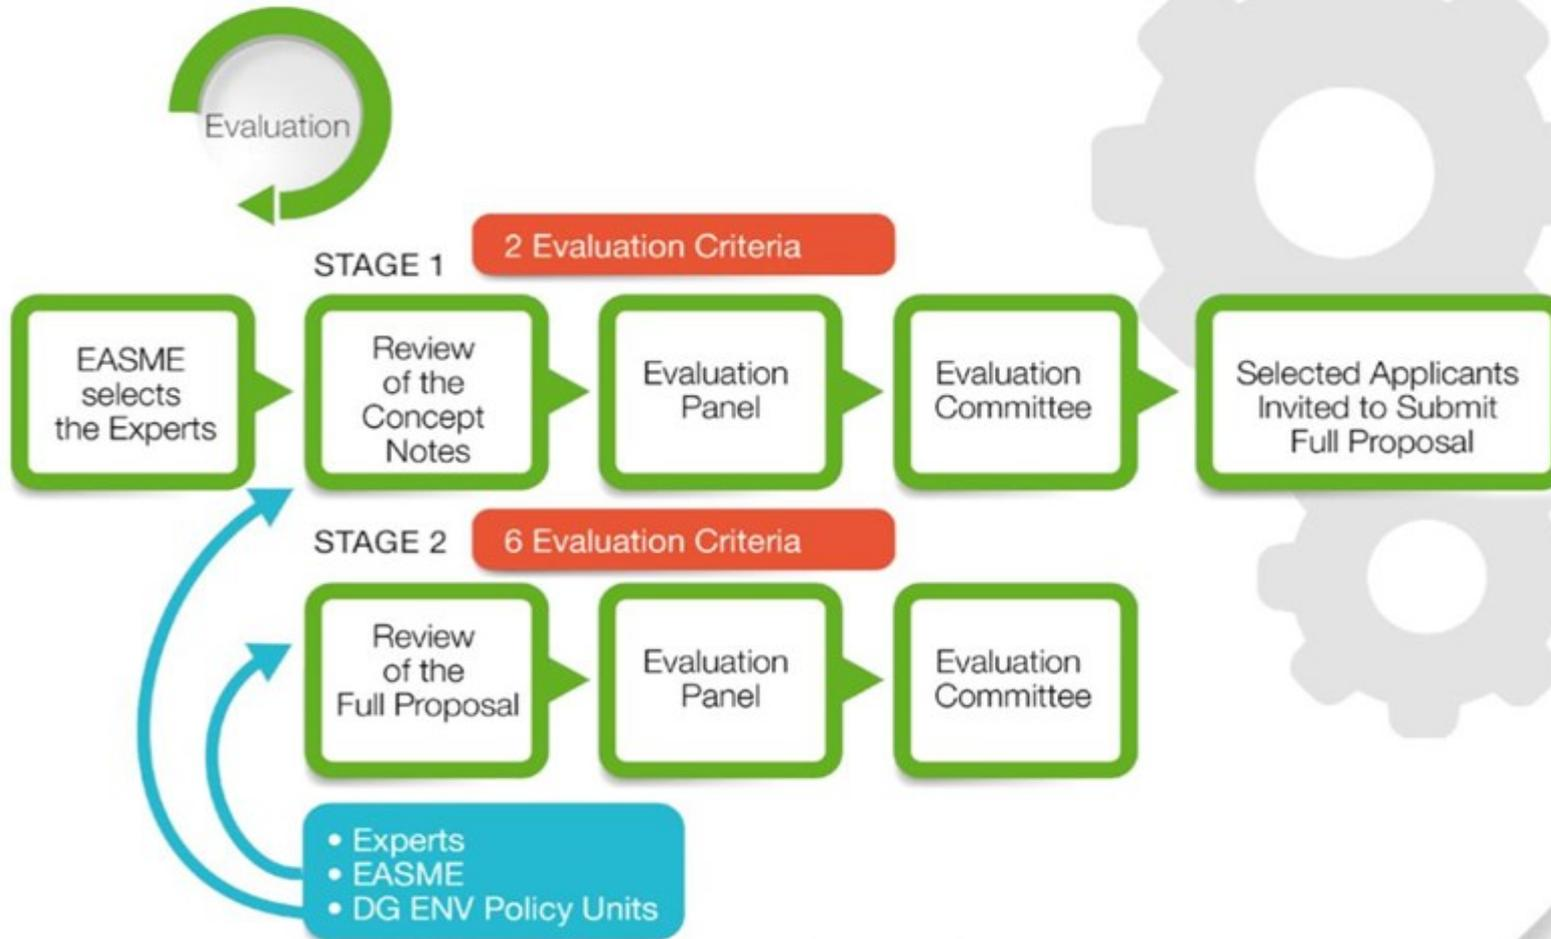 Evaluation
STAGE 1
2 Evaluation Criteria
EASME
selects
the Experts
Review
of the
Concept
Notes
Evaluation
Panel
Evaluation
Committee
Selected Applicants
Invited to Submit
Full Proposal
STAGE 2
6 Evaluation Criteria
Review
of the
Full Proposal
Evaluation
Panel
Evaluation
Committee
• Experts
• EASME
• DG ENV Policy Units